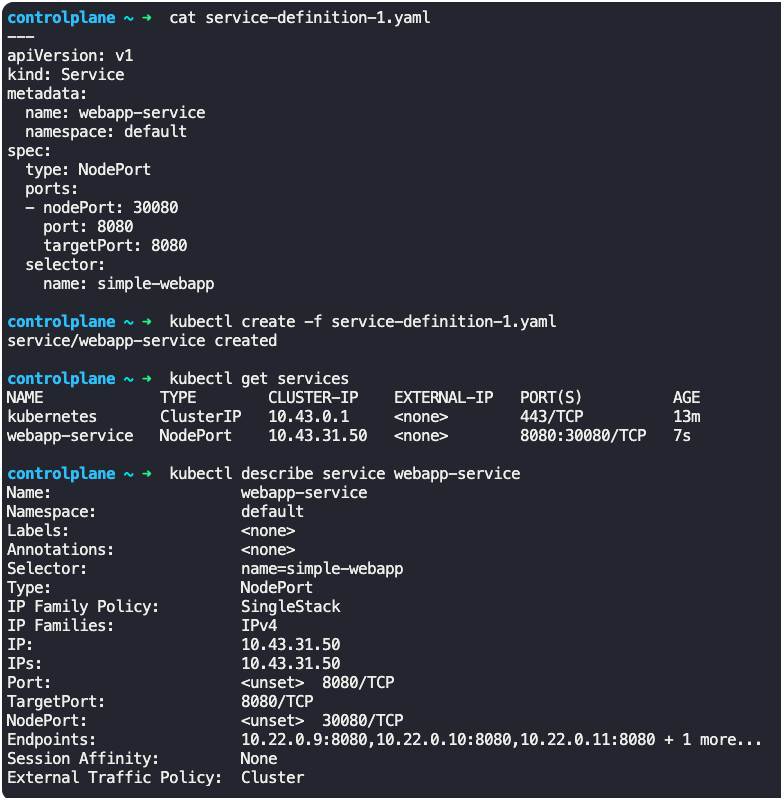 controlplane ~ ➜  cat service-definition-1.yaml
---
apiVersion: v1
kind: Service
metadata:
  name: webapp-service
  namespace: default
spec:
  type: NodePort
  ports:
  - nodePort: 30080
    port: 8080
    targetPort: 8080
  selector:
    name: simple-webapp

controlplane ~ ➜  kubectl create -f service-definition-1.yaml
service/webapp-service created

controlplane ~ ➜  kubectl get services
NAME             TYPE        CLUSTER-IP    EXTERNAL-IP   PORT(S)          AGE
kubernetes       ClusterIP   10.43.0.1     <none>        443/TCP          13m
webapp-service   NodePort    10.43.31.50   <none>        8080:30080/TCP   7s

controlplane ~ ➜  kubectl describe service webapp-service
Name:                     webapp-service
Namespace:                default
Labels:                   <none>
Annotations:              <none>
Selector:                 name=simple-webapp
Type:                     NodePort
IP Family Policy:         SingleStack
IP Families:              IPv4
IP:                       10.43.31.50
IPs:                      10.43.31.50
Port:                     <unset>  8080/TCP
TargetPort:               8080/TCP
NodePort:                 <unset>  30080/TCP
Endpoints:                10.22.0.9:8080,10.22.0.10:8080,10.22.0.11:8080 + 1 more...
Session Affinity:         None
External Traffic Policy:  Cluster